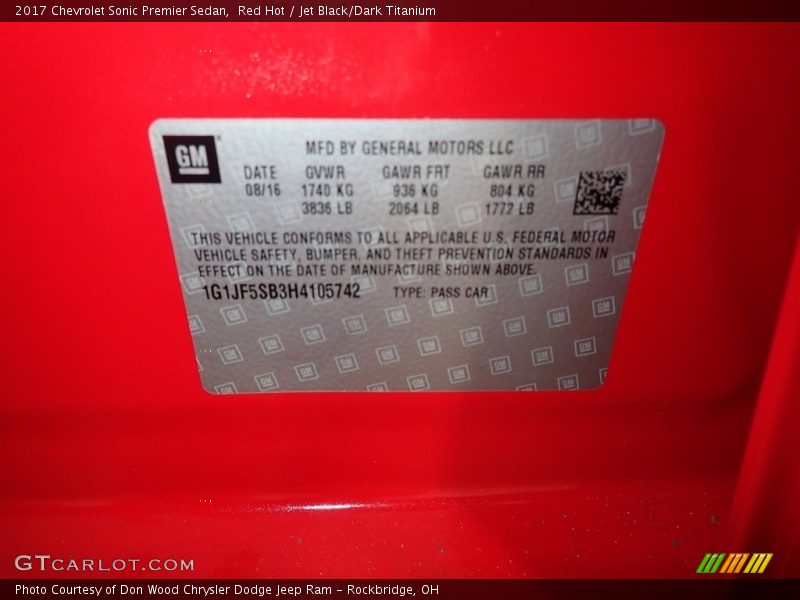 2017 Chevrolet Sonic Premier Sedan,  Red Hot / Jet Black/Dark Titanium
GM
MFD BY GENERAL MOTORS LLC
DATE GVWR GAWR FRT GAWR RR
08/16 1740 KG 936 KG 804 KG
3836 LB 2064 LB 1772 LB
THIS VEHICLE CONFORMS TO ALL APPLICABLE U.S. FEDERAL MOTOR
VEHICLE SAFETY, BUMPER, AND THEFT PREVENTION STANDARDS IN
EFFECT ON THE DATE OF MANUFACTURE SHOWN ABOVE.
1G1JF5SB3H4105742 TYPE: PASS CAR
GTCARLOT.COM
Photo Courtesy of Don Wood Chrysler Dodge Jeep Ram - Rockbridge, OH